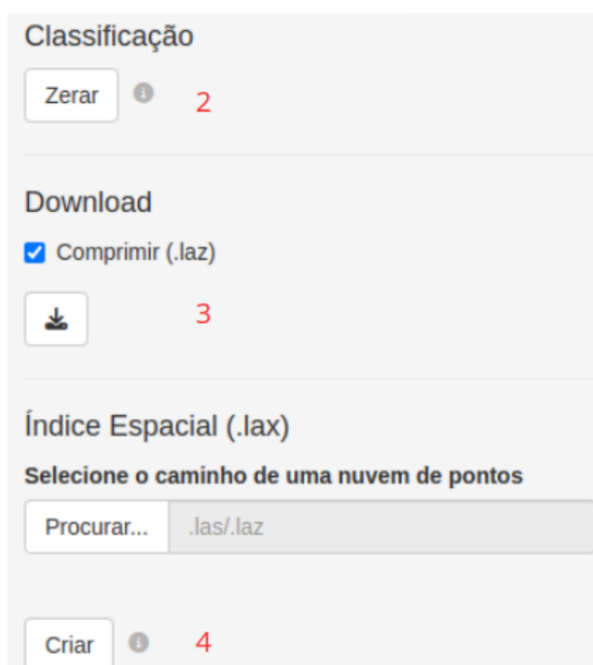 Classificação
Zerar 2
Download
Comprimir (.laz)
3
Índice Espacial (.lax)
Selecione o caminho de uma nuvem de pontos
Procurar... .las/.laz
Criar 4